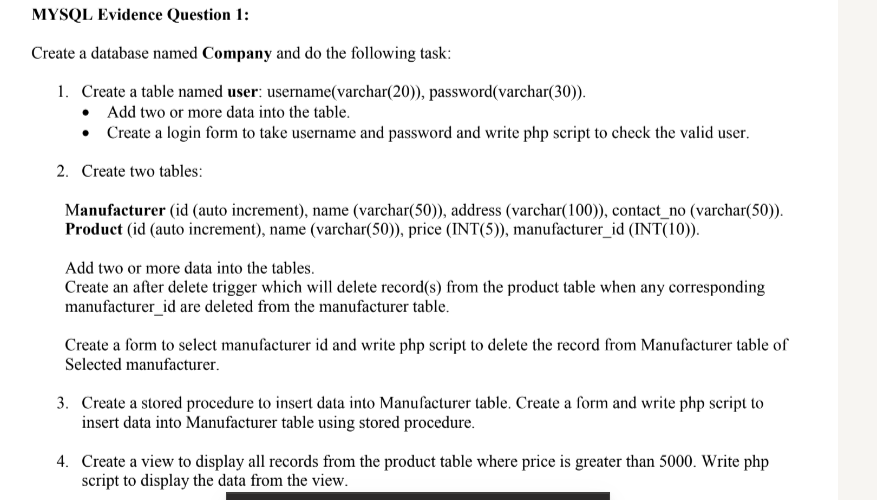 MYSQL Evidence Question 1:
Create a database named Company and do the following task:
1. Create a table named user: username(varchar(20)), password(varchar(30)).
• Add two or more data into the table.
• Create a login form to take username and password and write php script to check the valid user.
2. Create two tables:
Manufacturer (id (auto increment), name (varchar(50)), address (varchar(100)), contact_no (varchar(50)).
Product (id (auto increment), name (varchar(50)), price (INT(5)), manufacturer_id (INT(10)).
Add two or more data into the tables.
Create an after delete trigger which will delete record(s) from the product table when any corresponding
manufacturer_id are deleted from the manufacturer table.
Create a form to select manufacturer id and write php script to delete the record from Manufacturer table of
Selected manufacturer.
3. Create a stored procedure to insert data into Manufacturer table. Create a form and write php script to
insert data into Manufacturer table using stored procedure.
4. Create a view to display all records from the product table where price is greater than 5000. Write php
script to display the data from the view.